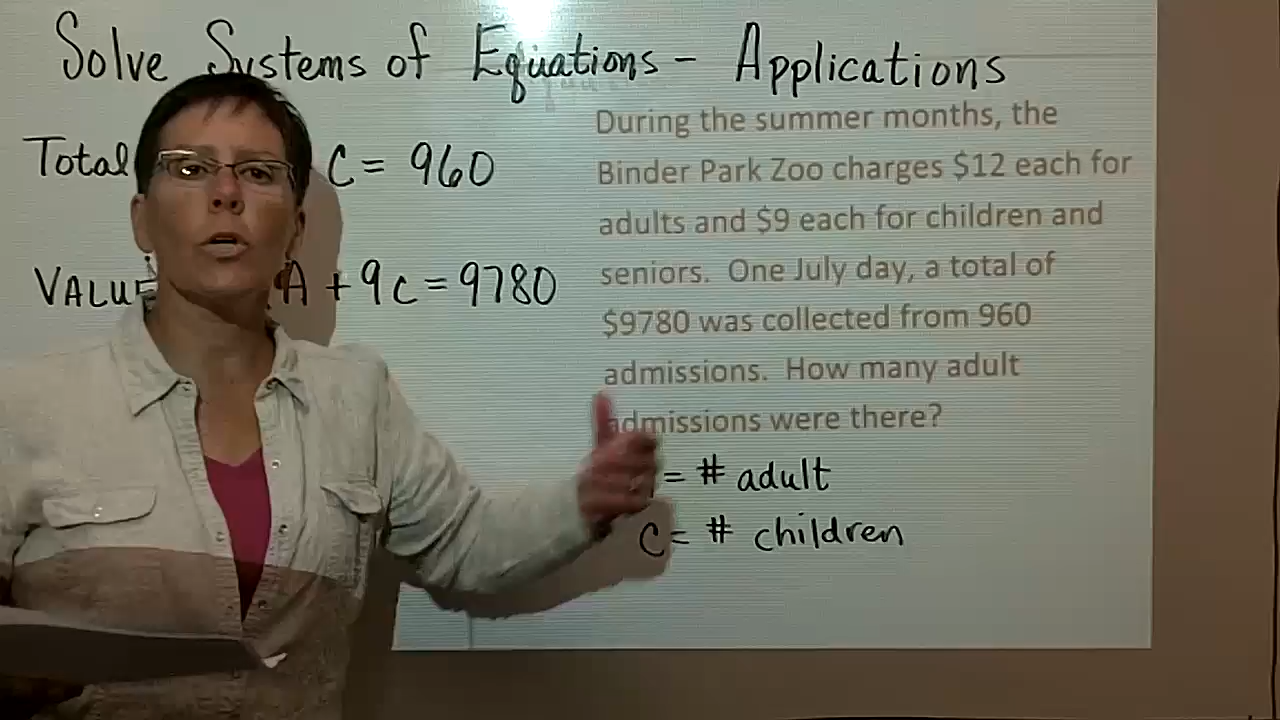 Solve Systems of Equations - Applications
Total C = 960
VALUE A + 9C = 9780
During the summer months, the
Binder Park Zoo charges $12 each for
adults and $9 each for children and
seniors. One July day, a total of
$9780 was collected from 960
admissions. How many adult
admissions were there?
= # adult
C = # children